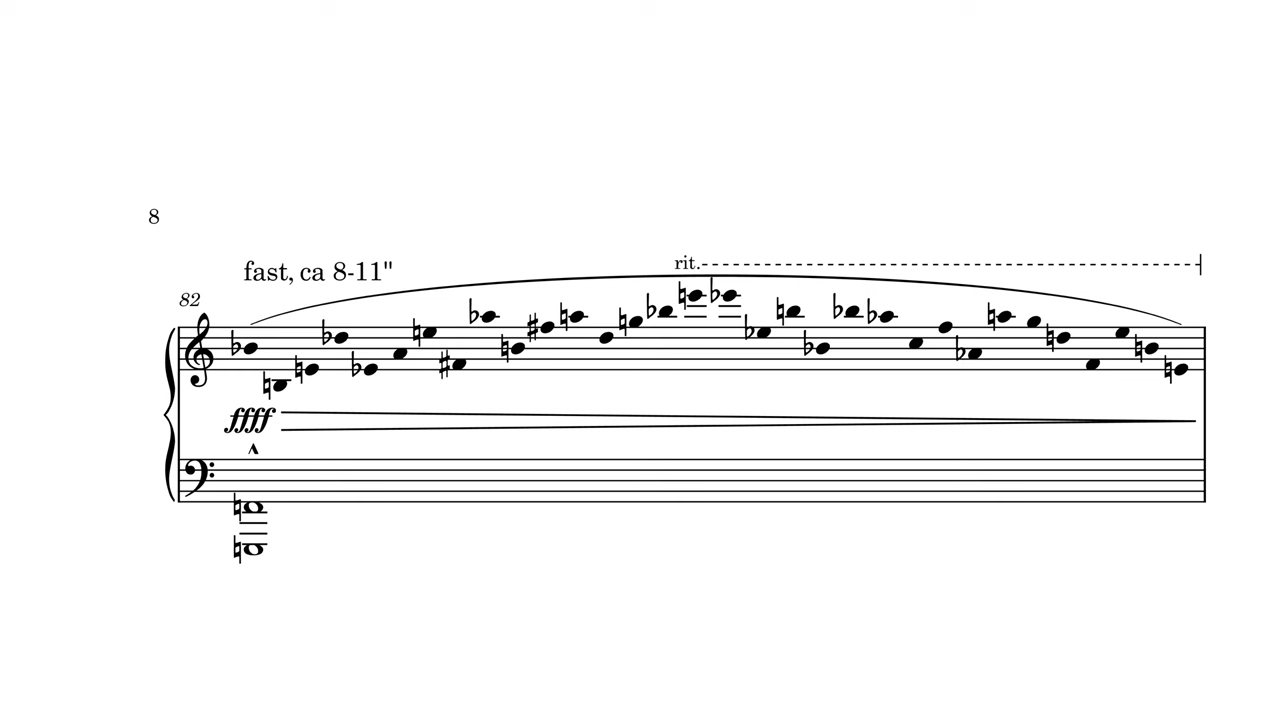 8
fast, ca 8-11"
rit.
82
ffff